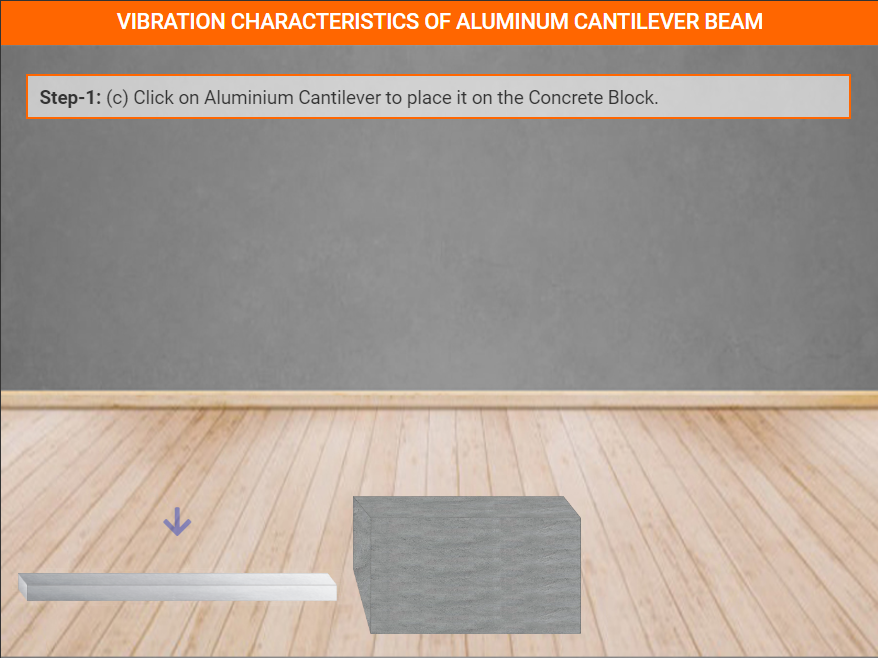 VIBRATION CHARACTERISTICS OF ALUMINUM CANTILEVER BEAM
Step-1: (c) Click on Aluminium Cantilever to place it on the Concrete Block.